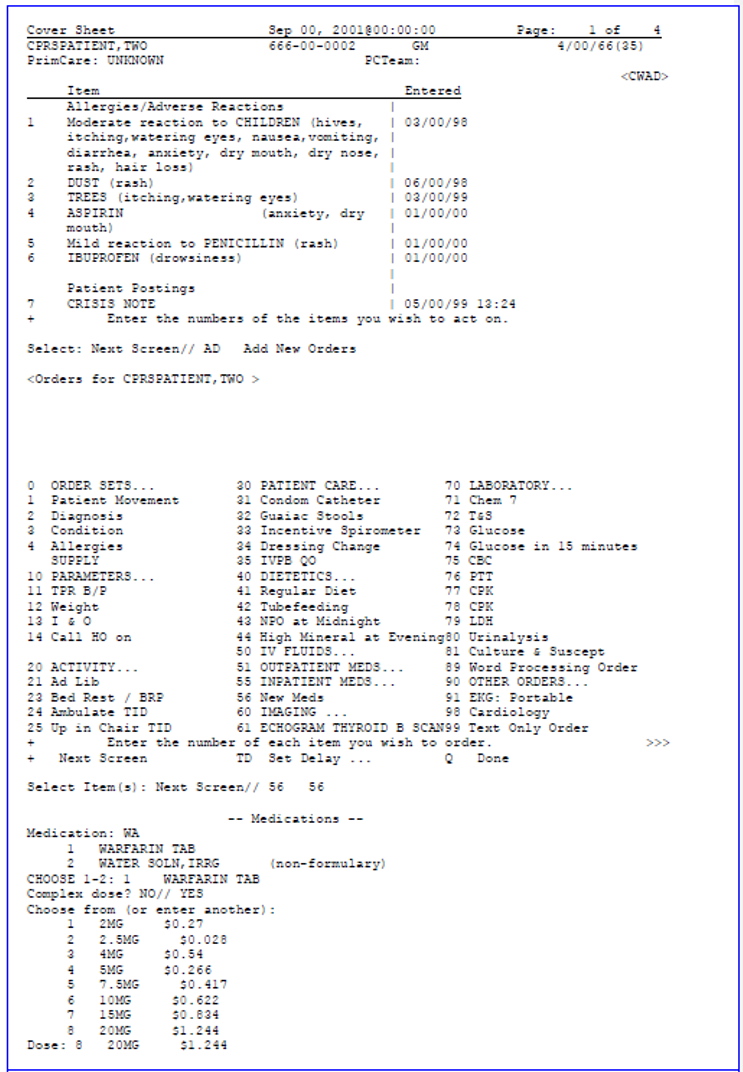 Cover Sheet Sep 00, 2001@00:00:00 Page: 1 of 4
CPRSPATIENT,TWO 666-00-0002 GM 4/00/66(35)
PrimCare: UNKNOWN PCTeam:
<CWAD>
Item Entered
Allergies/Adverse Reactions |
1 Moderate reaction to CHILDREN (hives, | 03/00/98
itching,watering eyes, nausea,vomiting, |
diarrhea, anxiety, dry mouth, dry nose, |
rash, hair loss) |
2 DUST (rash) | 06/00/98
3 TREES (itching,watering eyes) | 03/00/99
4 ASPIRIN (anxiety, dry | 01/00/00
mouth) |
5 Mild reaction to PENICILLIN (rash) | 01/00/00
6 IBUPROFEN (drowsiness) | 01/00/00
|
Patient Postings |
7 CRISIS NOTE | 05/00/99 13:24
+ Enter the numbers of the items you wish to act on.
Select: Next Screen// AD Add New Orders
<Orders for CPRSPATIENT,TWO >
0 ORDER SETS... 30 PATIENT CARE... 70 LABORATORY...
1 Patient Movement 31 Condom Catheter 71 Chem 7
2 Diagnosis 32 Guaiac Stools 72 T&S
3 Condition 33 Incentive Spirometer 73 Glucose
4 Allergies 34 Dressing Change 74 Glucose in 15 minutes
SUPPLY 35 IVPB QO 75 CBC
10 PARAMETERS... 40 DIETETICS... 76 PTT
11 TPR B/P 41 Regular Diet 77 CPK
12 Weight 42 Tubefeeding 78 CPK
13 I & O 43 NPO at Midnight 79 LDH
14 Call HO on 44 High Mineral at Evening80 Urinalysis
50 IV FLUIDS... 81 Culture & Suscept
20 ACTIVITY... 51 OUTPATIENT MEDS... 89 Word Processing Order
21 Ad Lib 55 INPATIENT MEDS... 90 OTHER ORDERS...
23 Bed Rest / BRP 56 New Meds 91 EKG: Portable
24 Ambulate TID 60 IMAGING ... 98 Cardiology
25 Up in Chair TID 61 ECHOGRAM THYROID B SCAN99 Text Only Order
+ Enter the number of each item you wish to order. >>>
+ Next Screen TD Set Delay ... Q Done
Select Item(s): Next Screen// 56 56
-- Medications --
Medication: WA
1 WARFARIN TAB
2 WATER SOLN,IRRG (non-formulary)
CHOOSE 1-2: 1 WARFARIN TAB
Complex dose? NO// YES
Choose from (or enter another):
1 2MG $0.27
2 2.5MG $0.028
3 4MG $0.54
4 5MG $0.266
5 7.5MG $0.417
6 10MG $0.622
7 15MG $0.834
8 20MG $1.244
Dose: 8 20MG $1.244